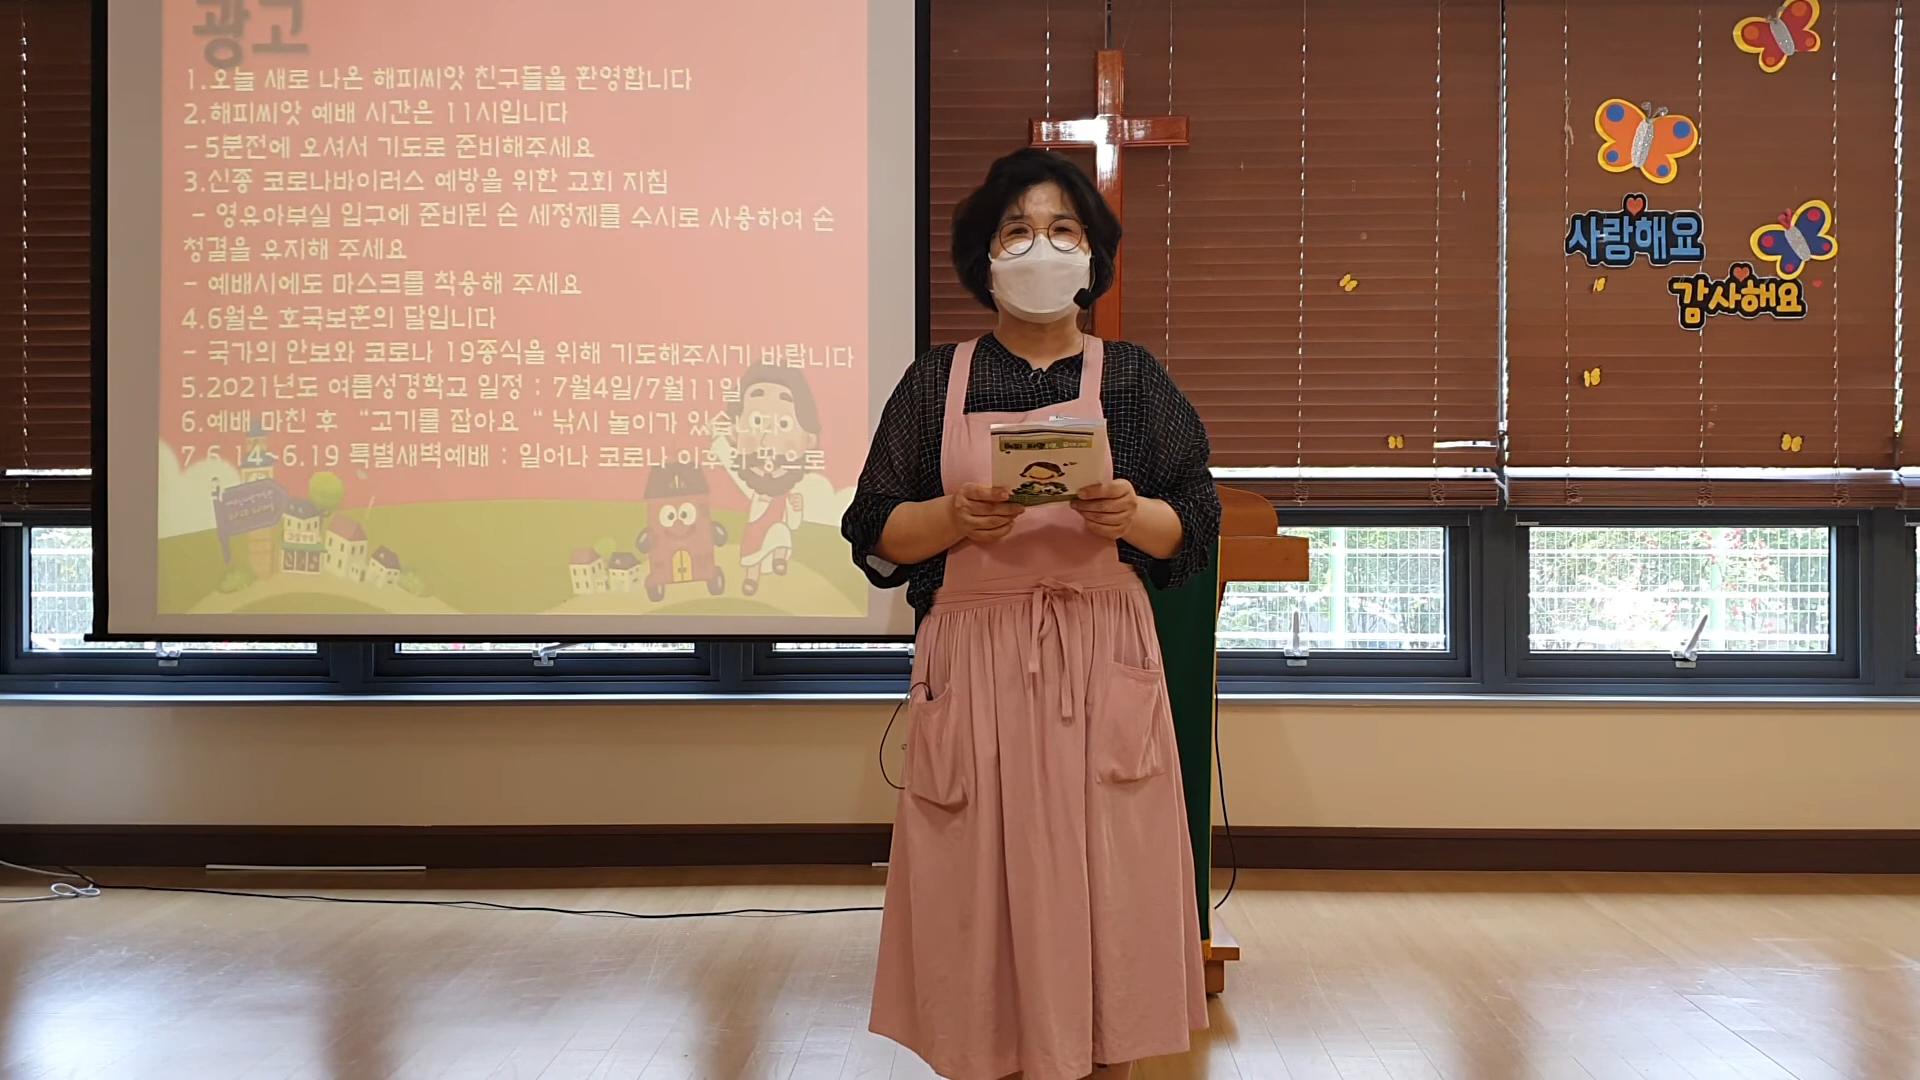 광고
1.오늘 새로 나온 해피씨앗 친구들을 환영합니다
2.해피씨앗 예배 시간은 11시입니다
- 5분전에 오셔서 기도로 준비해주세요
3.신종 코로나바이러스 예방을 위한 교회 지침
- 영유아부실 입구에 준비된 손 세정제를 수시로 사용하여 손
청결을 유지해 주세요
- 예배시에도 마스크를 착용해 주세요
4.6월은 호국보훈의 달입니다
- 국가의 안보와 코로나 19종식을 위해 기도해주시기 바랍니다
5.2021년도 여름성경학교 일정 : 7월4일/7월11일
6.예배 마친 후 “고기를 잡아요 “ 낚시 놀이가 있습니다
7.6.14~6.19 특별새벽예배 : 일어나 코로나 이후의 땅으로
사랑해요
감사해요